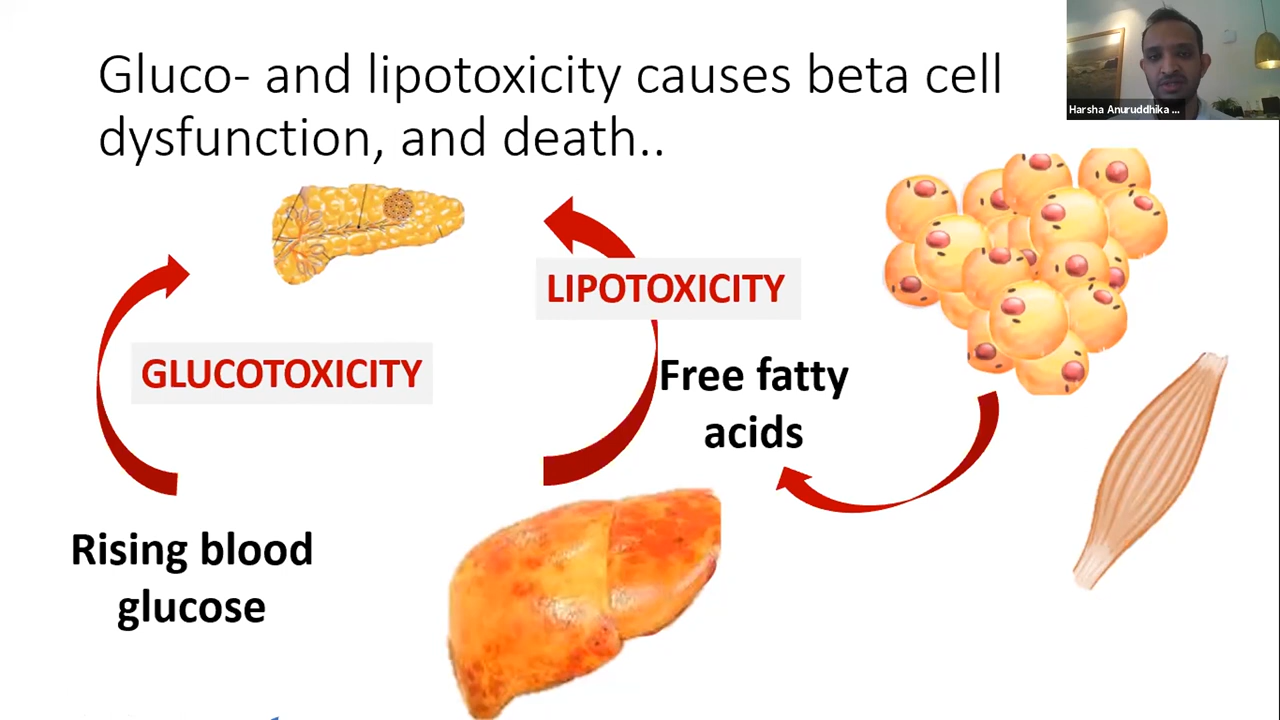 Gluco- and lipotoxicity causes beta cell
dysfunction, and death..
Harsha Anuruddhika ...
LIPOTOXICITY
GLUCOTOXICITY
Free fatty
acids
Rising blood
glucose